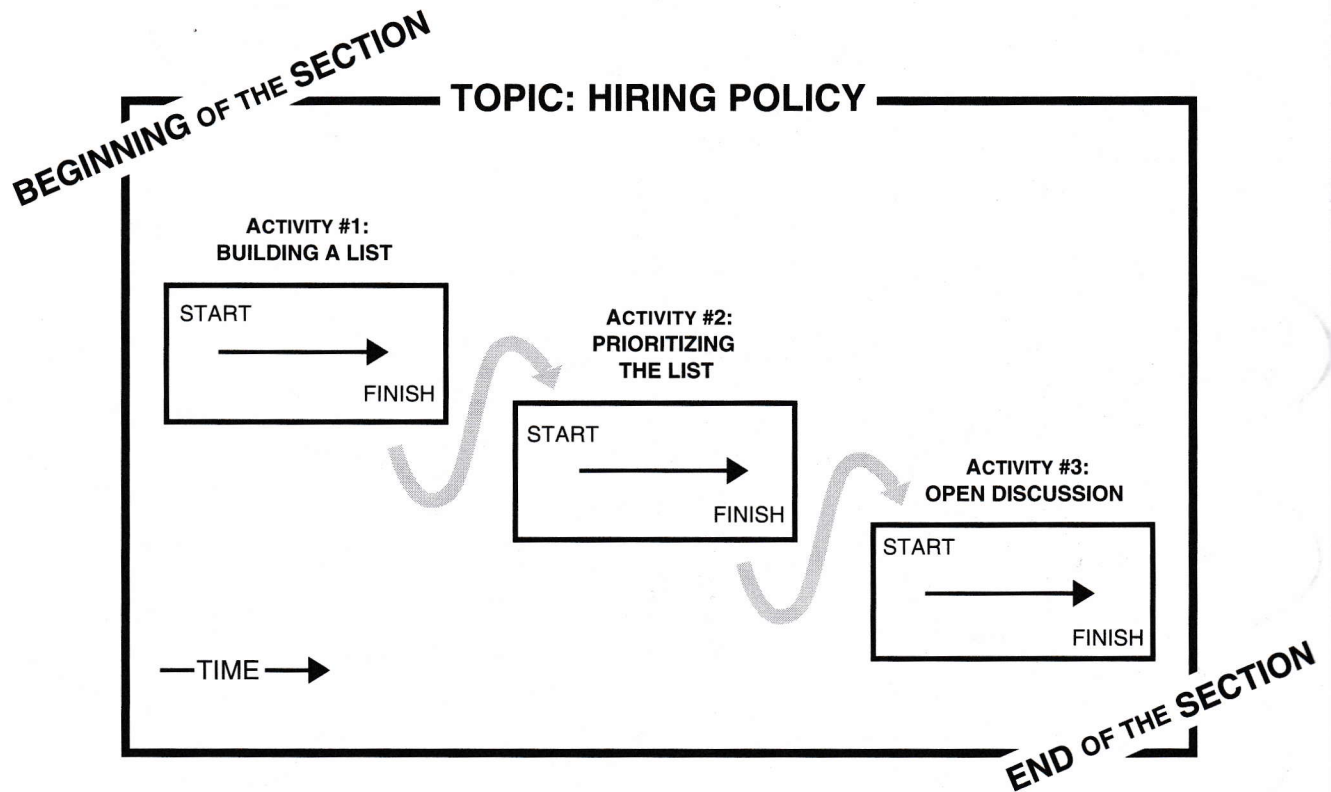 BEGINNING OF THE SECTION
TOPIC: HIRING POLICY
ACTIVITY #1:
BUILDING A LIST
START
FINISH
ACTIVITY #2:
PRIORITIZING
THE LIST
START
FINISH
ACTIVITY #3:
OPEN DISCUSSION
START
FINISH
TIME
END OF THE SECTION